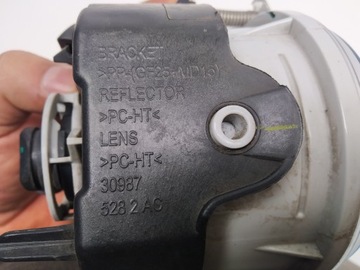 BRACKET
>PP-(GF25+MD15)<
REFLECTOR
>PC-HT<
LENS
>PC-HT<
30987
528 2 AC